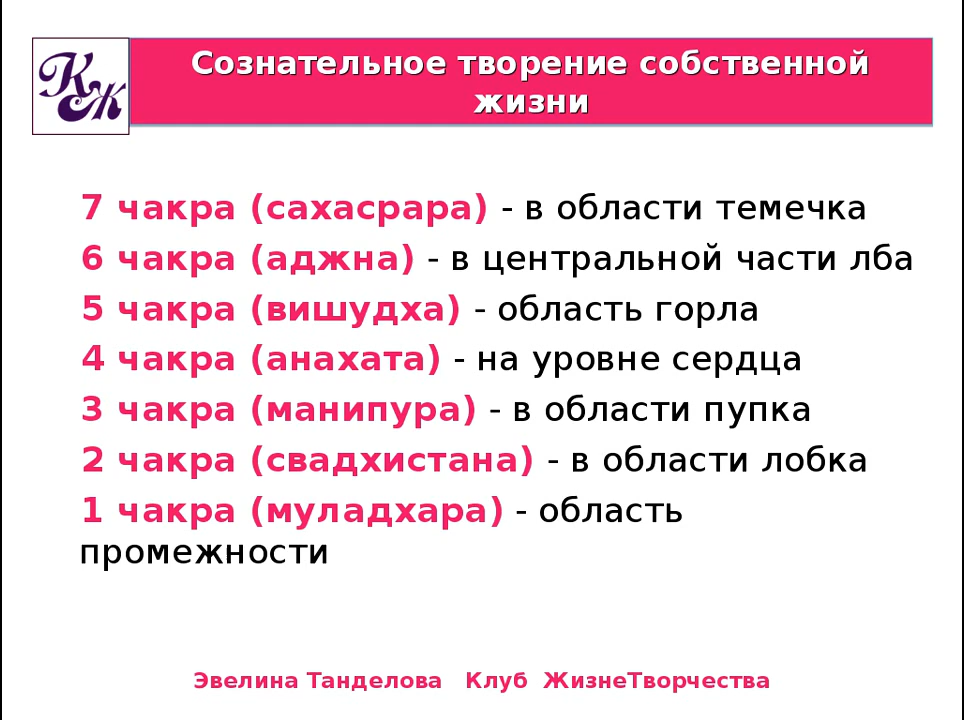 КЖ
Сознательное творение собственной
жизни
7 чакра (сахасрара) - в области темечка
6 чакра (аджна) - в центральной части лба
5 чакра (вишудха) - область горла
4 чакра (анахата) - на уровне сердца
3 чакра (манипура) - в области пупка
2 чакра (свадхистана) - в области лобка
1 чакра (муладхара) - область
промежности
Эвелина Танделова Клуб ЖизнеТворчества